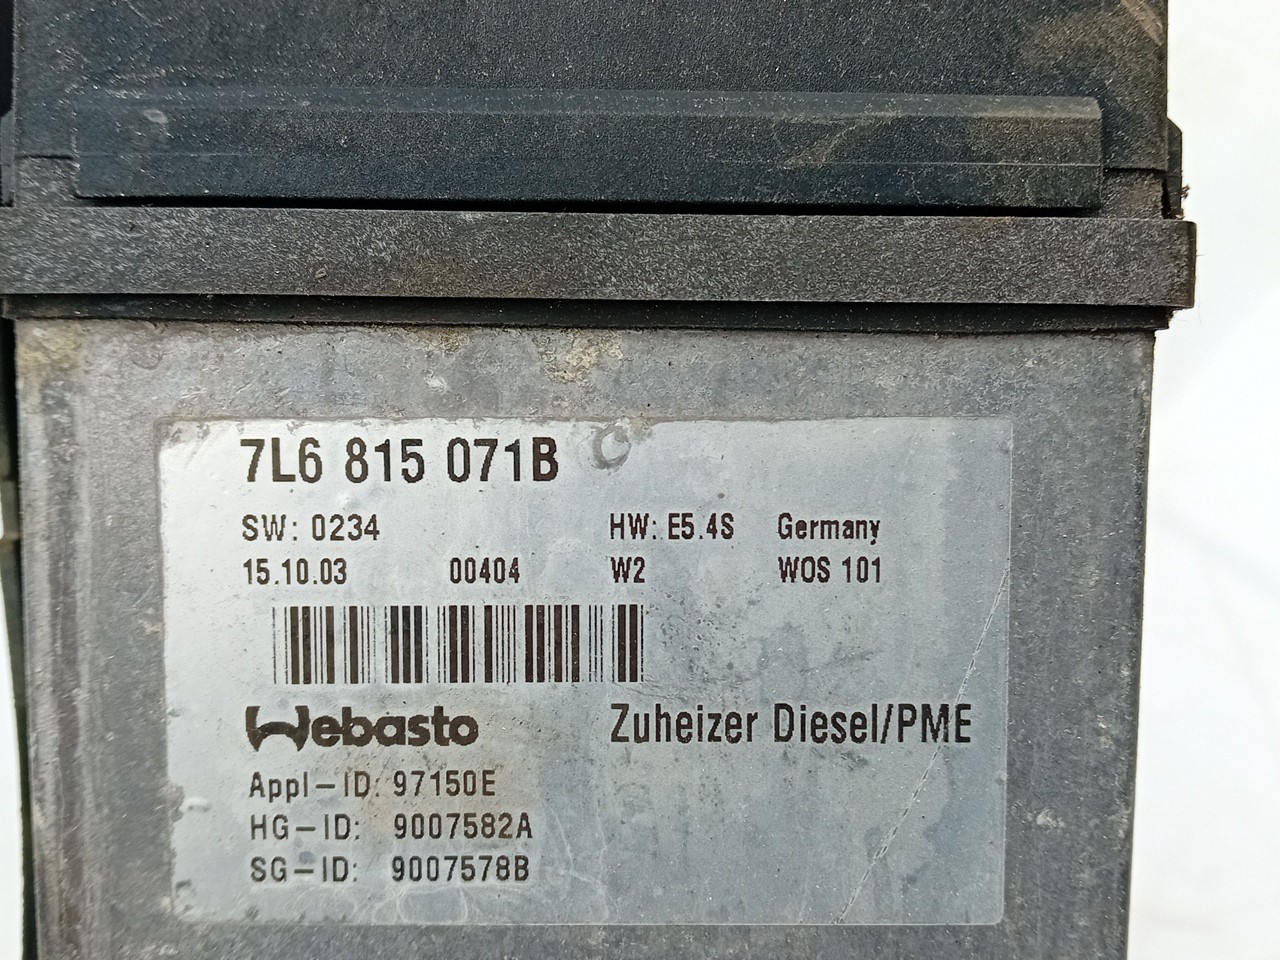 7L6 815 071B
SW: 0234 HW: E5.4S Germany
15.10.03 00404 W2 WOS 101
Webasto Zuheizer Diesel/PME
Appl-ID: 97150E
HG-ID: 9007582A
SG-ID: 9007578B